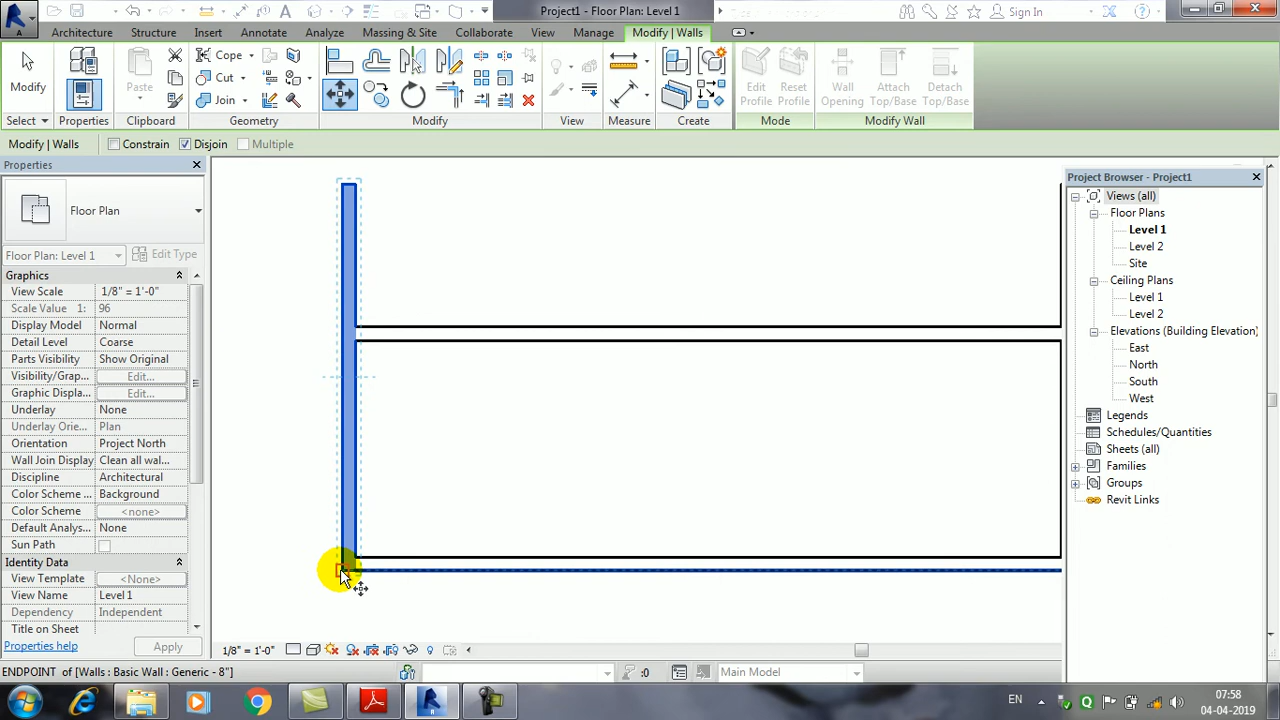 Project1 - Floor Plan: Level 1
Sign In
Architecture
Structure
Insert
Annotate
Analyze
Massing & Site
Collaborate
View
Manage
Modify | Walls
Modify
Paste
Cope
Cut
Join
Edit
Profile
Reset
Profile
Wall
Opening
Attach
Top/Base
Detach
Top/Base
Select
Properties
Clipboard
Geometry
Modify
View
Measure
Create
Mode
Modify Wall
Modify | Walls
Constrain
Disjoin
Multiple
Properties
Floor Plan
Floor Plan: Level 1
Edit Type
Graphics
View Scale 1/8" = 1'-0"
Scale Value 1: 96
Display Model Normal
Detail Level Coarse
Parts Visibility Show Original
Visibility/Grap... Edit...
Graphic Displa... Edit...
Underlay None
Underlay Orie... Plan
Orientation Project North
Wall Join Display Clean all wal...
Discipline Architectural
Color Scheme ... Background
Color Scheme <none>
Default Analys... None
Sun Path
Identity Data
View Template <None>
View Name Level 1
Dependency Independent
Title on Sheet
Properties help
Apply
Project Browser - Project1
Views (all)
Floor Plans
Level 1
Level 2
Site
Ceiling Plans
Level 1
Level 2
Elevations (Building Elevation)
East
North
South
West
Legends
Schedules/Quantities
Sheets (all)
Families
Groups
Revit Links
1/8" = 1'-0"
ENDPOINT of [Walls : Basic Wall : Generic - 8"]
:0
Main Model
EN
07:58
04-04-2019